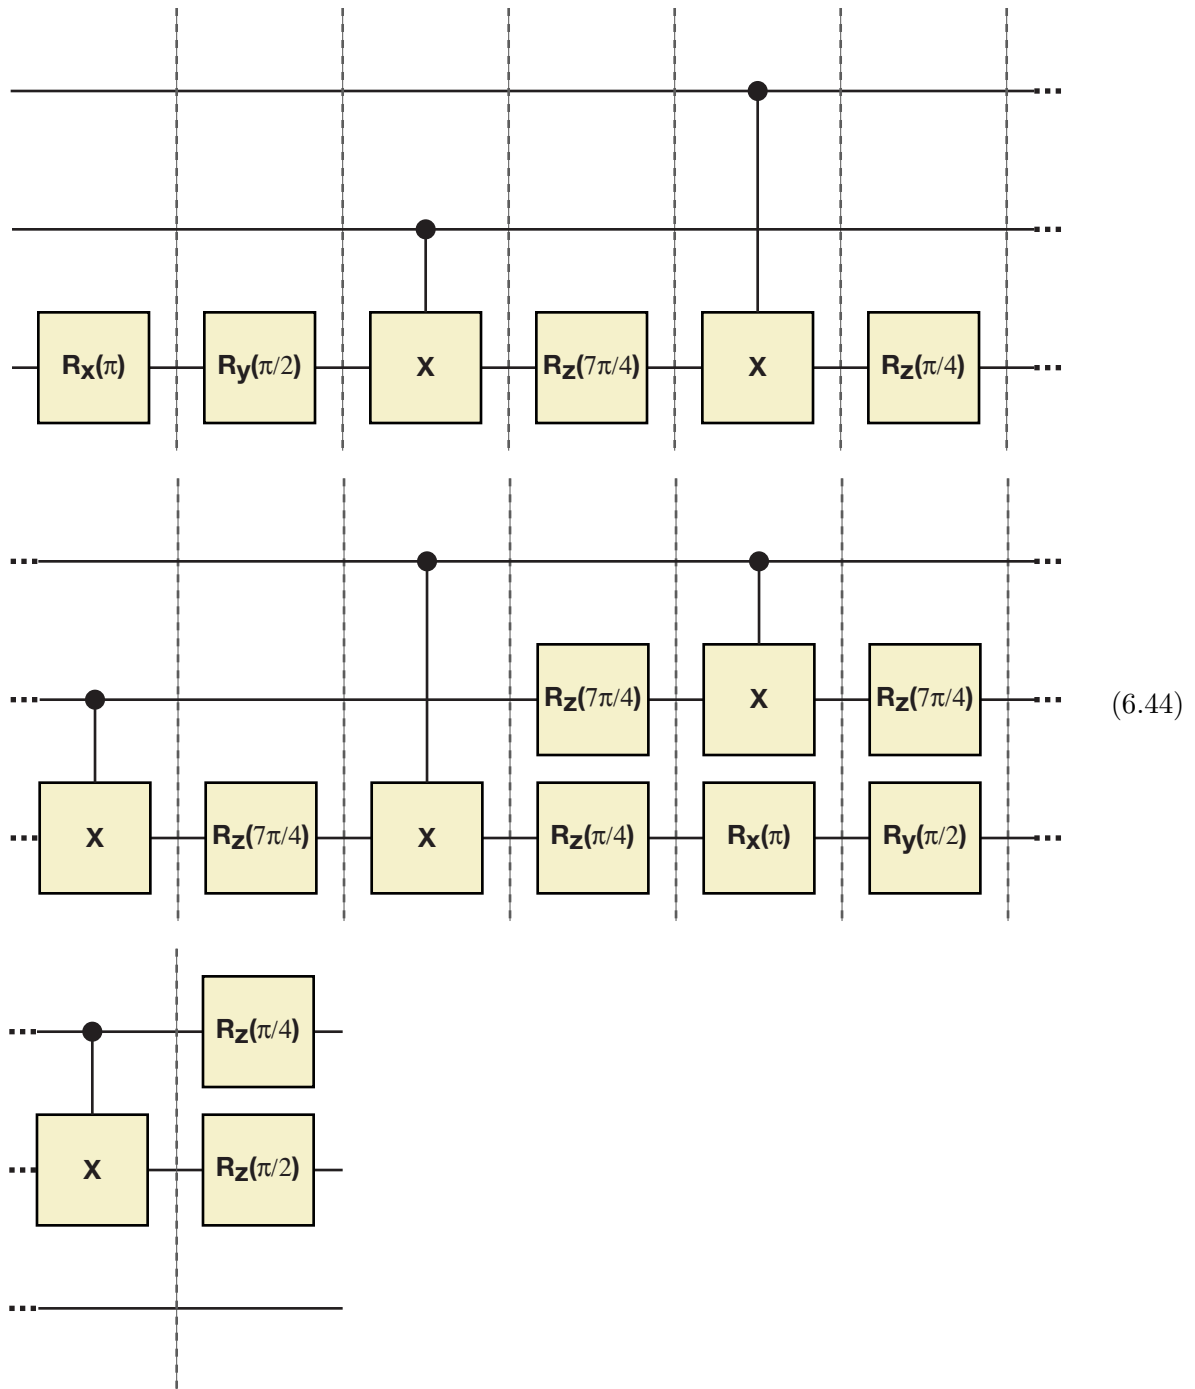 Rx(π) Ry(π/2) X Rz(7π/4) X Rz(π/4)
Rz(7π/4) X Rz(7π/4)
(6.44)
X Rz(7π/4) X Rz(π/4) Rx(π) Ry(π/2)
Rz(π/4)
X Rz(π/2)